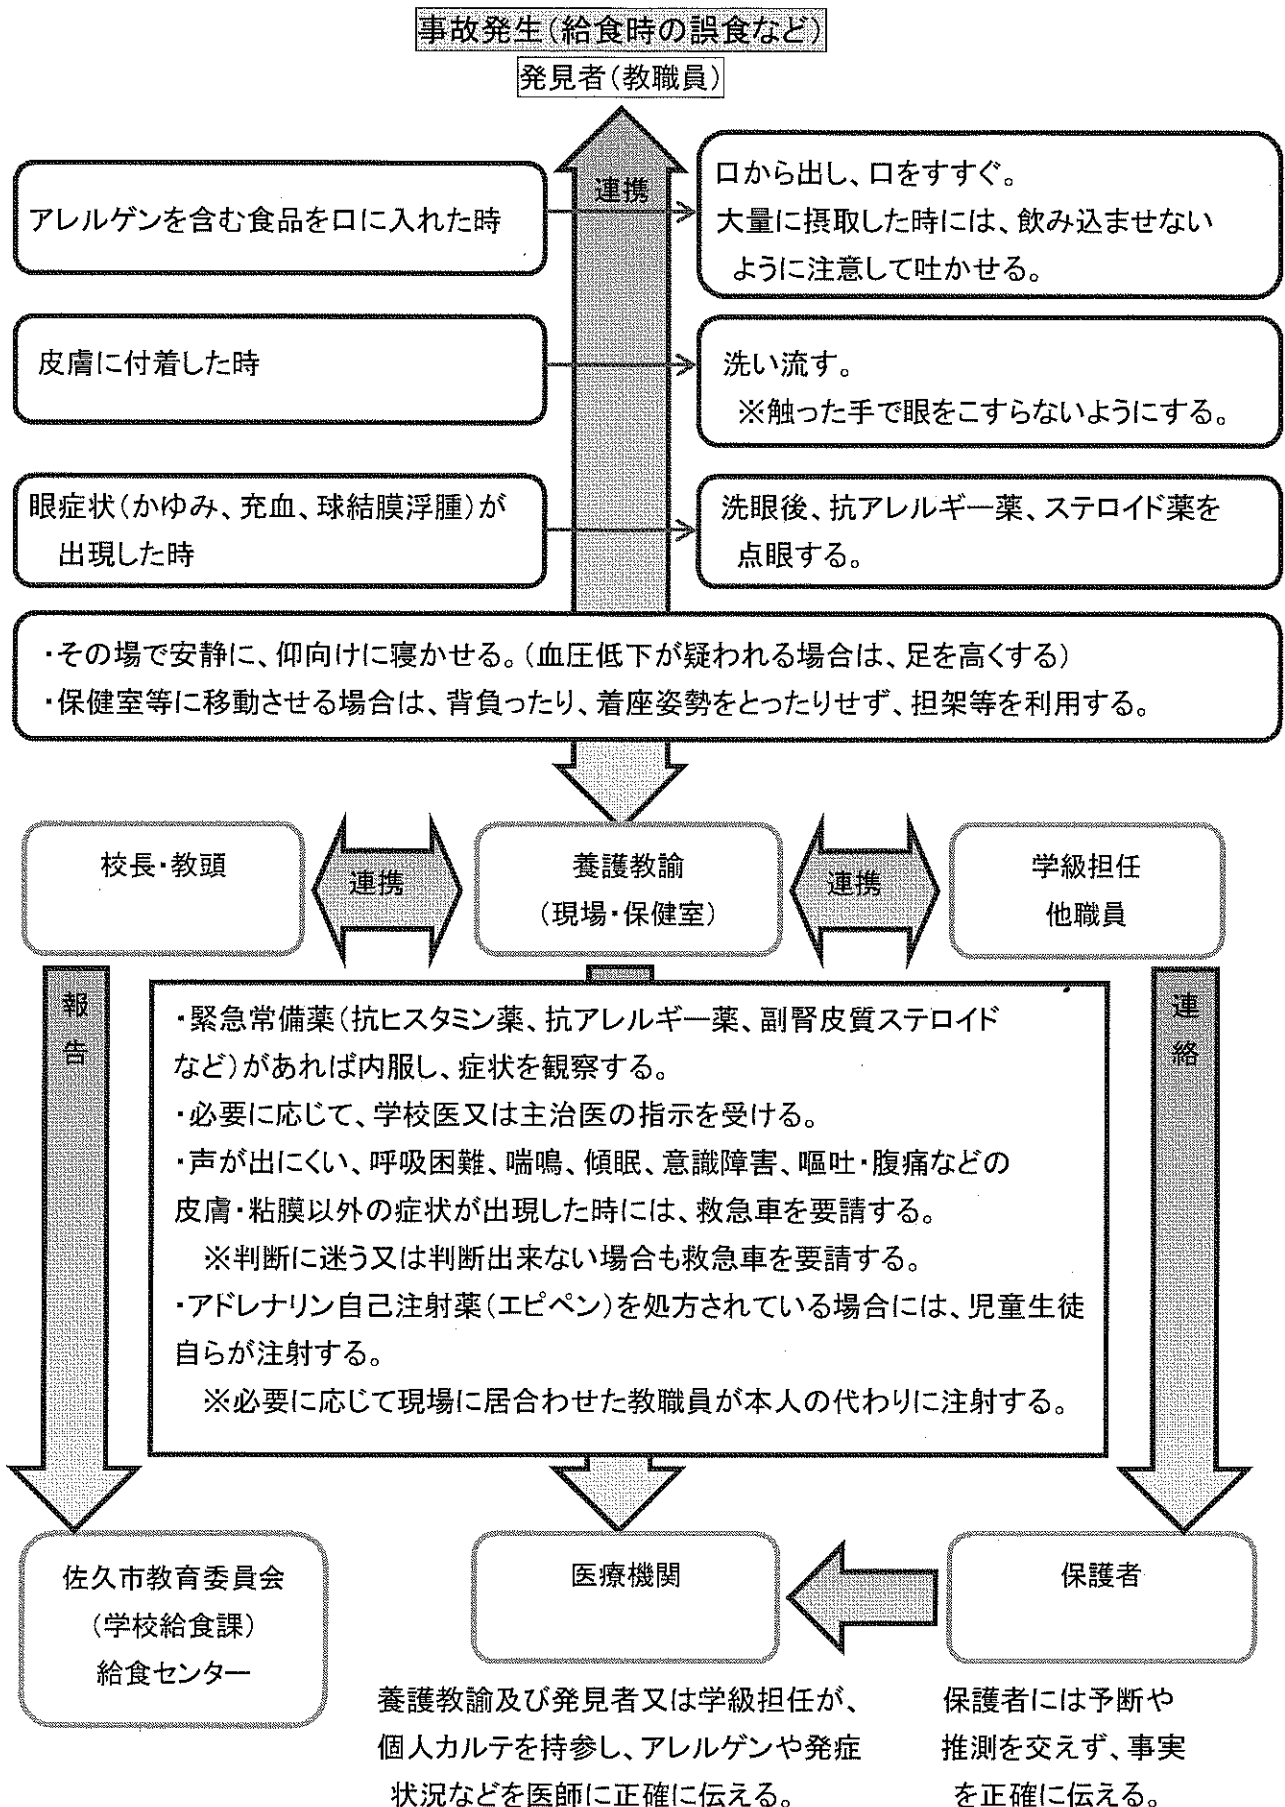 事故発生(給食時の誤食など)
発見者(教職員)
連携
アレルゲンを含む食品を口に入れた時
口から出し、口をすすぐ。
大量に摂取した時には、飲み込ませない
ように注意して吐かせる。
皮膚に付着した時
洗い流す。
※触った手で眼をこすらないようにする。
眼症状(かゆみ、充血、球結膜浮腫)が
出現した時
洗眼後、抗アレルギー薬、ステロイド薬を
点眼する。
・その場で安静に、仰向けに寝かせる。(血圧低下が疑われる場合は、足を高くする)
・保健室等に移動させる場合は、背負ったり、着座姿勢をとったりせず、担架等を利用する。
校長・教頭
連携
養護教諭
(現場・保健室)
連携
学級担任
他職員
報告
・緊急常備薬(抗ヒスタミン薬、抗アレルギー薬、副腎皮質ステロイド
など)があれば内服し、症状を観察する。
・必要に応じて、学校医又は主治医の指示を受ける。
・声が出にくい、呼吸困難、喘鳴、傾眠、意識障害、嘔吐・腹痛などの
皮膚・粘膜以外の症状が出現した時には、救急車を要請する。
※判断に迷う又は判断出来ない場合も救急車を要請する。
・アドレナリン自己注射薬(エピペン)を処方されている場合には、児童生徒
自らが注射する。
※必要に応じて現場に居合わせた教職員が本人の代わりに注射する。
連絡
佐久市教育委員会
(学校給食課)
給食センター
医療機関
保護者
養護教諭及び発見者又は学級担任が、
個人カルテを持参し、アレルゲンや発症
状況などを医師に正確に伝える。
保護者には予断や
推測を交えず、事実
を正確に伝える。